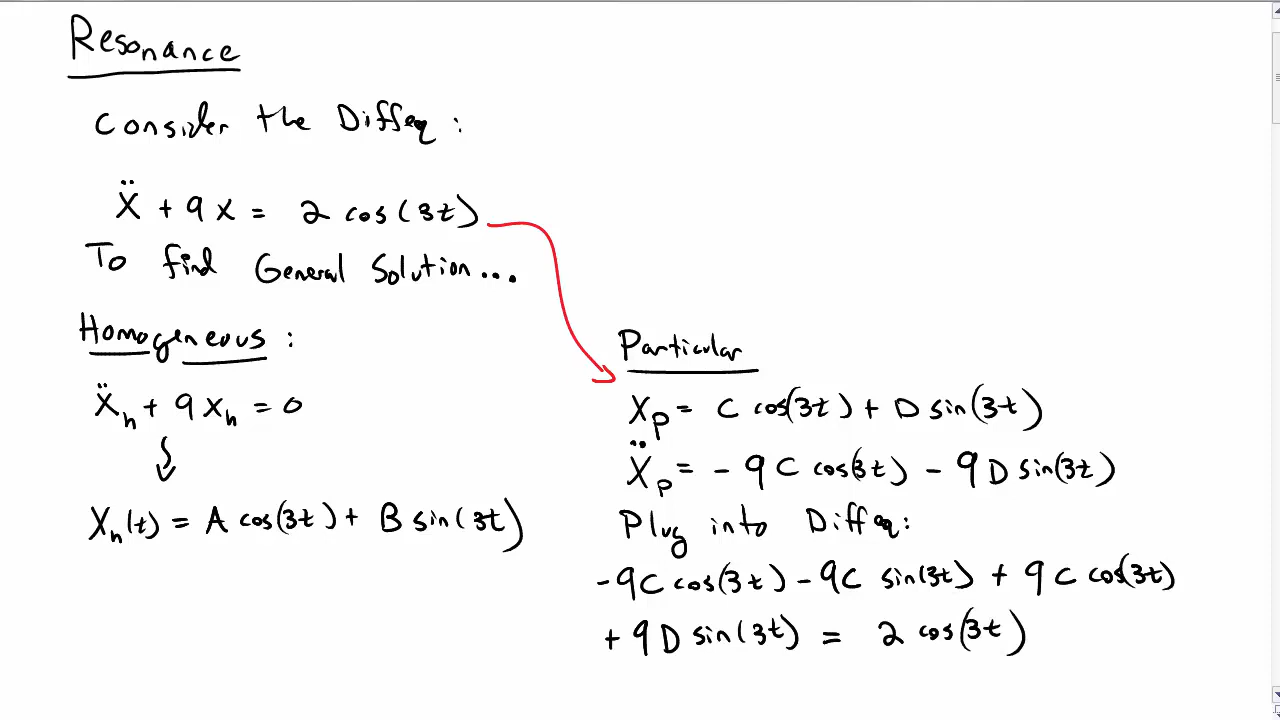 Resonance
Consider the Diffeq :
Ẍ + 9x = 2 cos(3t)
To find General Solution...
Homogeneous :
Ẍₕ + 9xₕ = 0
Xₕ(t) = A cos(3t) + B sin(3t)
Particular
Xₚ = C cos(3t) + D sin(3t)
Ẍₚ = - 9C cos(3t) - 9D sin(3t)
Plug into Diffeq:
-9C cos(3t) - 9C sin(3t) + 9C cos(3t)
+ 9D sin(3t) = 2 cos(3t)